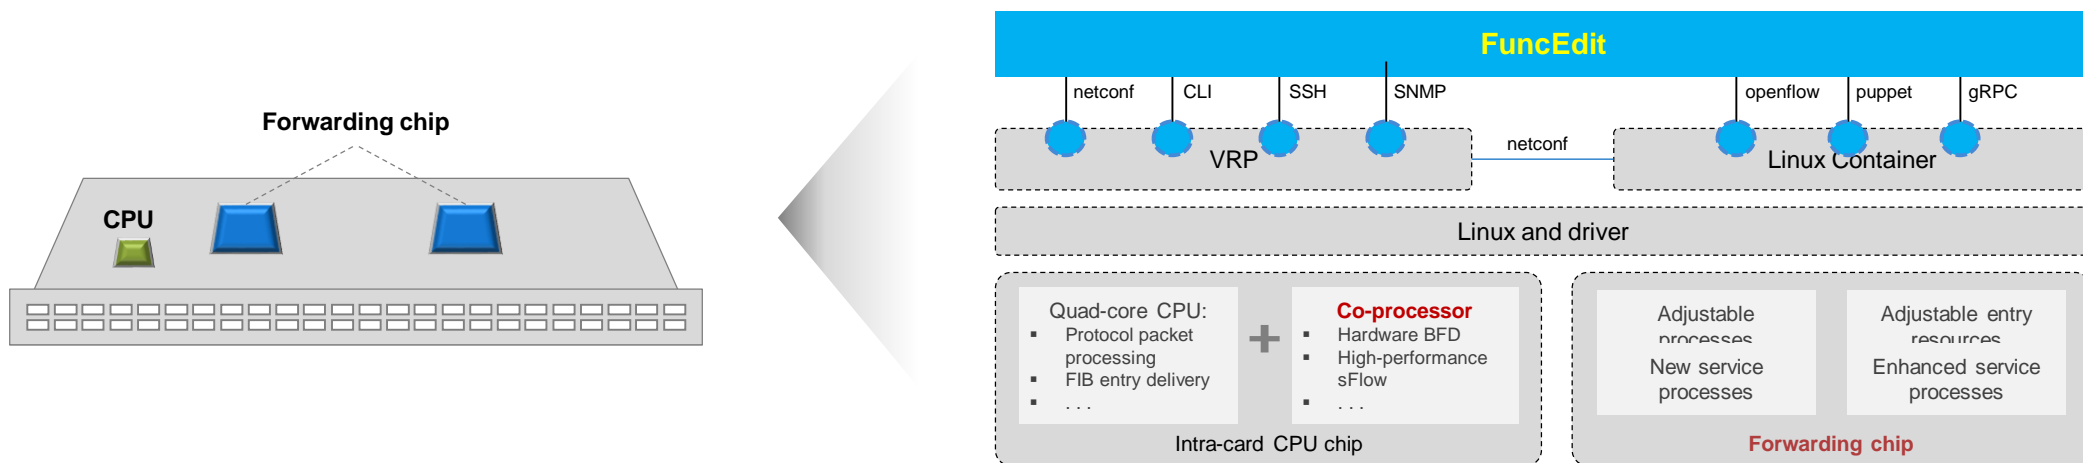 Forwarding chip
CPU
FuncEdit
netconf
CLI
SSH
SNMP
openflow
puppet
gRPC
VRP
netconf
Linux Container
Linux and driver
Quad-core CPU:
▪ Protocol packet
processing
▪ FIB entry delivery
▪ . . .
+
Co-processor
▪ Hardware BFD
▪ High-performance
sFlow
▪ . . .
Intra-card CPU chip
Adjustable
processes
Adjustable entry
resources
New service
processes
Enhanced service
processes
Forwarding chip